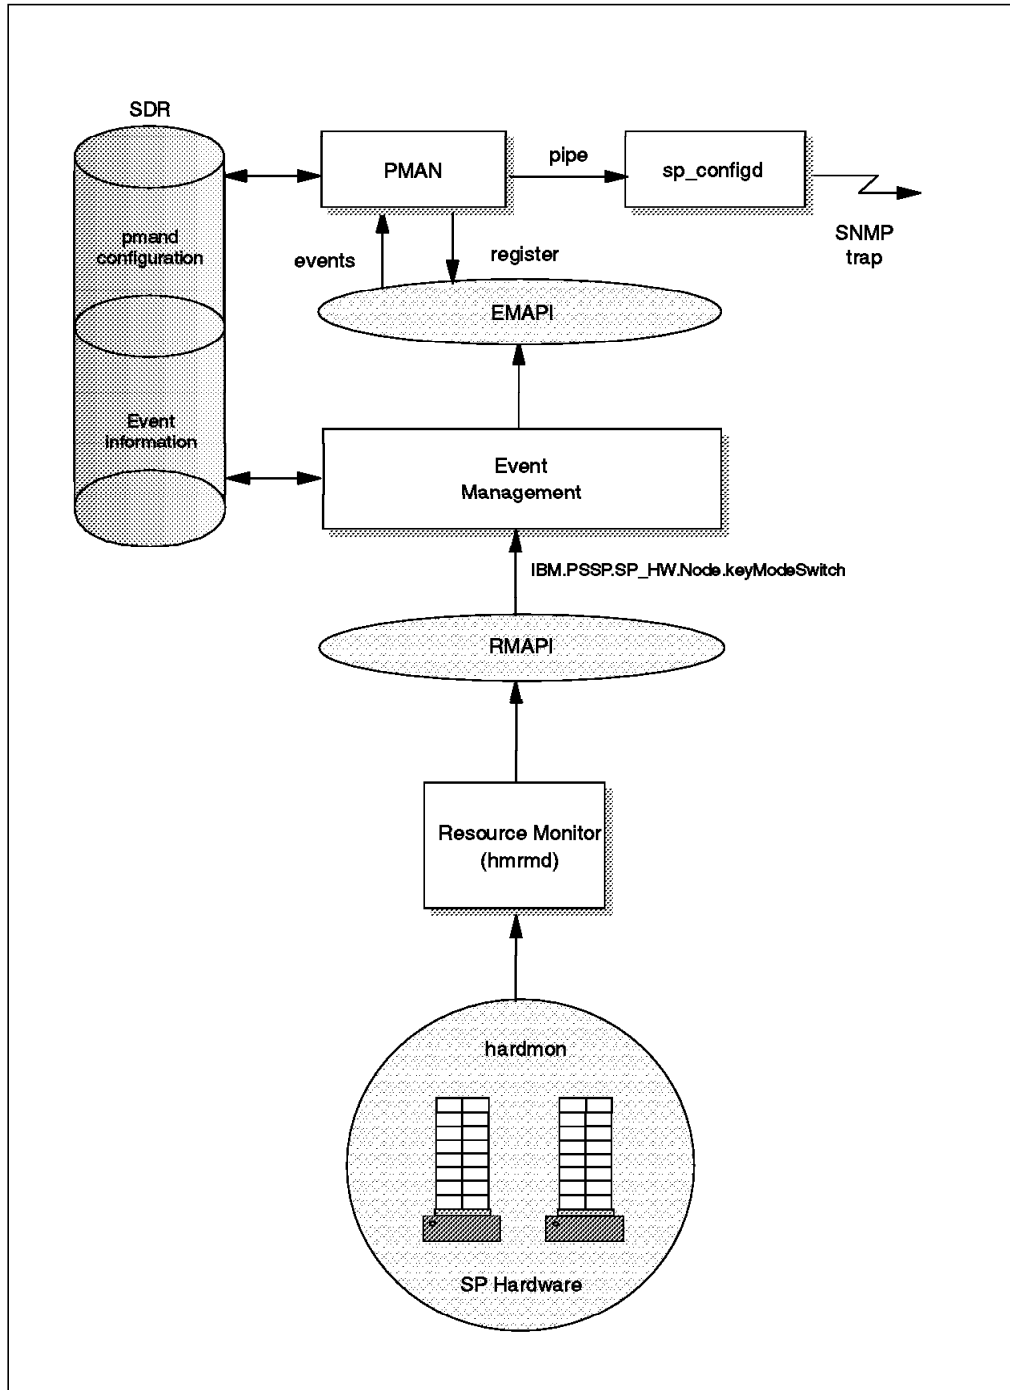 SDR
PMAN
pipe
sp_configd
SNMP
trap
pmand
configuration
events
register
EMAPI
Event
information
Event
Management
IBM.PSSP.SP_HW.Node.keyModeSwitch
RMAPI
Resource Monitor
(hmrmd)
hardmon
SP Hardware